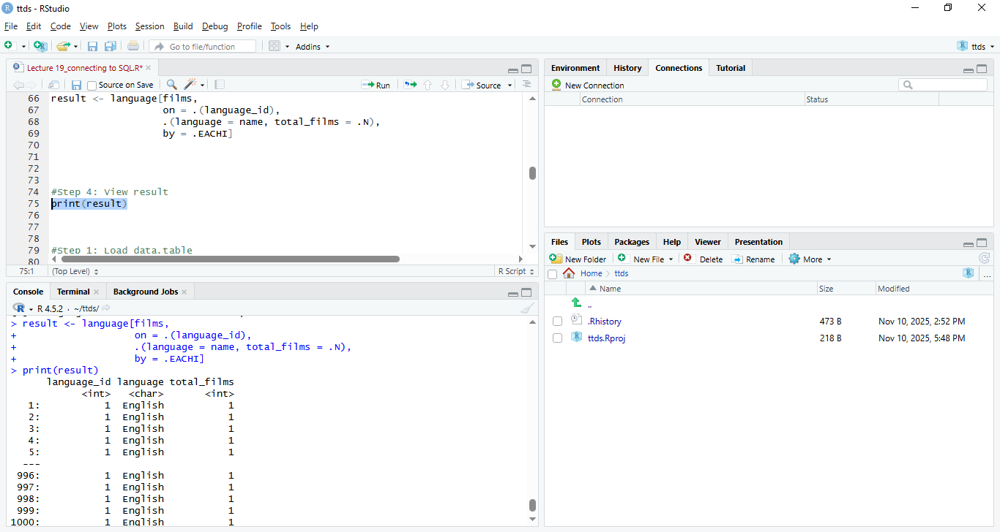 ttds - RStudio
File Edit Code View Plots Session Build Debug Profile Tools Help
Go to file/function Addins ttds
Lecture 19_connecting to SQL.R*
Source on Save Run Source
66 result <- language[films,
67 on = .(language_id),
68 .(language = name, total_films = .N),
69 by = .EACHI]
70
71
72
73
74 #Step 4: View result
75 print(result)
76
77
78
79 #Step 1: Load data.table
80
75:1 (Top Level) R Script
Console Terminal Background Jobs
R 4.5.2 · ~/ttds/
> result <- language[films,
+ on = .(language_id),
+ .(language = name, total_films = .N),
+ by = .EACHI]
> print(result)
language_id language total_films
<int> <char> <int>
1: 1 English 1
2: 1 English 1
3: 1 English 1
4: 1 English 1
5: 1 English 1
---
996: 1 English 1
997: 1 English 1
998: 1 English 1
999: 1 English 1
1000: 1 English 1
Environment History Connections Tutorial
New Connection
Connection Status
Files Plots Packages Help Viewer Presentation
New Folder New File Delete Rename More
Home ttds R ...
Name Size Modified
..
.Rhistory 473 B Nov 10, 2025, 2:52 PM
ttds.Rproj 218 B Nov 10, 2025, 5:48 PM